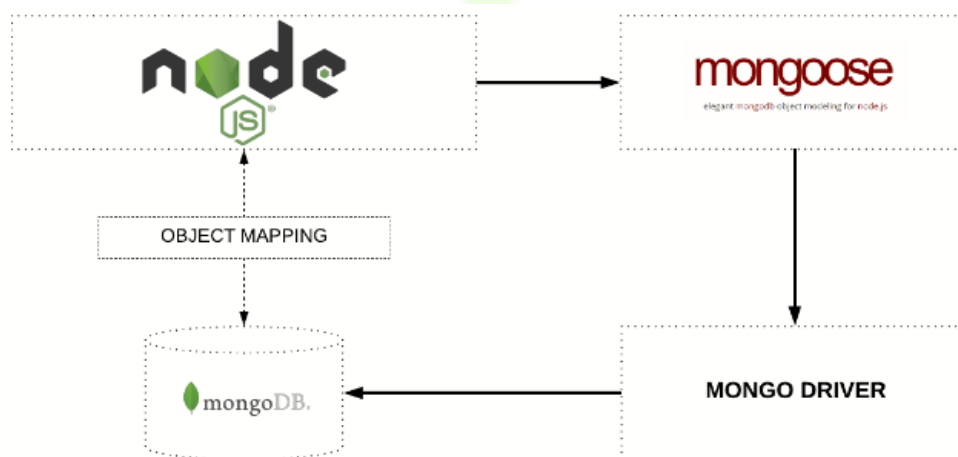 node
JS®
mongoose
elegant mongodb object modeling for node.js
OBJECT MAPPING
mongoDB.
MONGO DRIVER